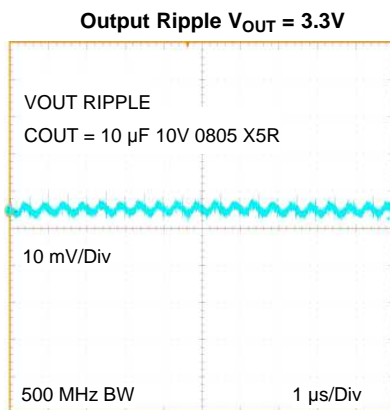 Output Ripple VOUT = 3.3V
VOUT RIPPLE
COUT = 10 µF 10V 0805 X5R
10 mV/Div
500 MHz BW
1 µs/Div